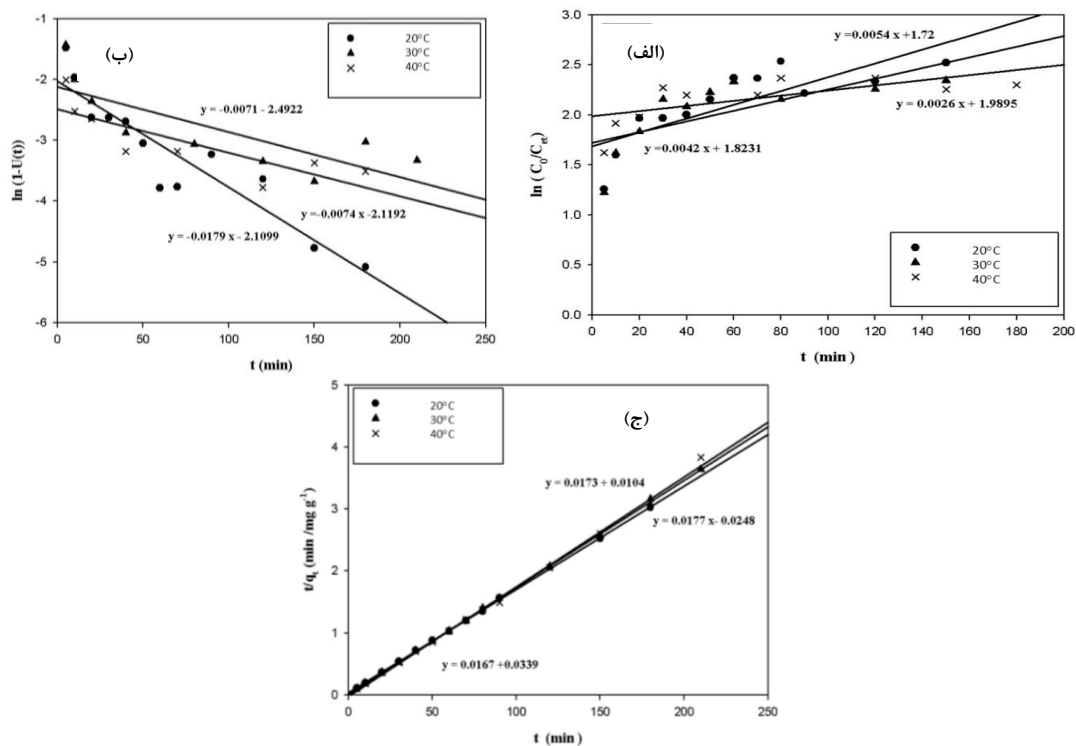 (ب)
20°C
30°C
40°C
y = -0.0071 - 2.4922
y =-0.0074 x -2.1192
y = -0.0179 x - 2.1099
-1
-2
-3
-4
-5
-6
0 50 100 150 200 250
ln (1-U(t))
t (min)
(الف)
y =0.0054 x +1.72
y = 0.0026 x + 1.9895
y = 0.0042 x + 1.8231
20°C
30°C
40°C
3.0
2.5
2.0
1.5
1.0
0.5
0.0
0 20 40 60 80 100 120 140 160 180 200
ln ( C0/Cet)
t (min )
(ج)
20°C
30°C
40°C
y = 0.0173 + 0.0104
y = 0.0177 x- 0.0248
y = 0.0167 +0.0339
5
4
3
2
1
0
0 50 100 150 200 250
t/qt (min /mg g-1)
t (min )